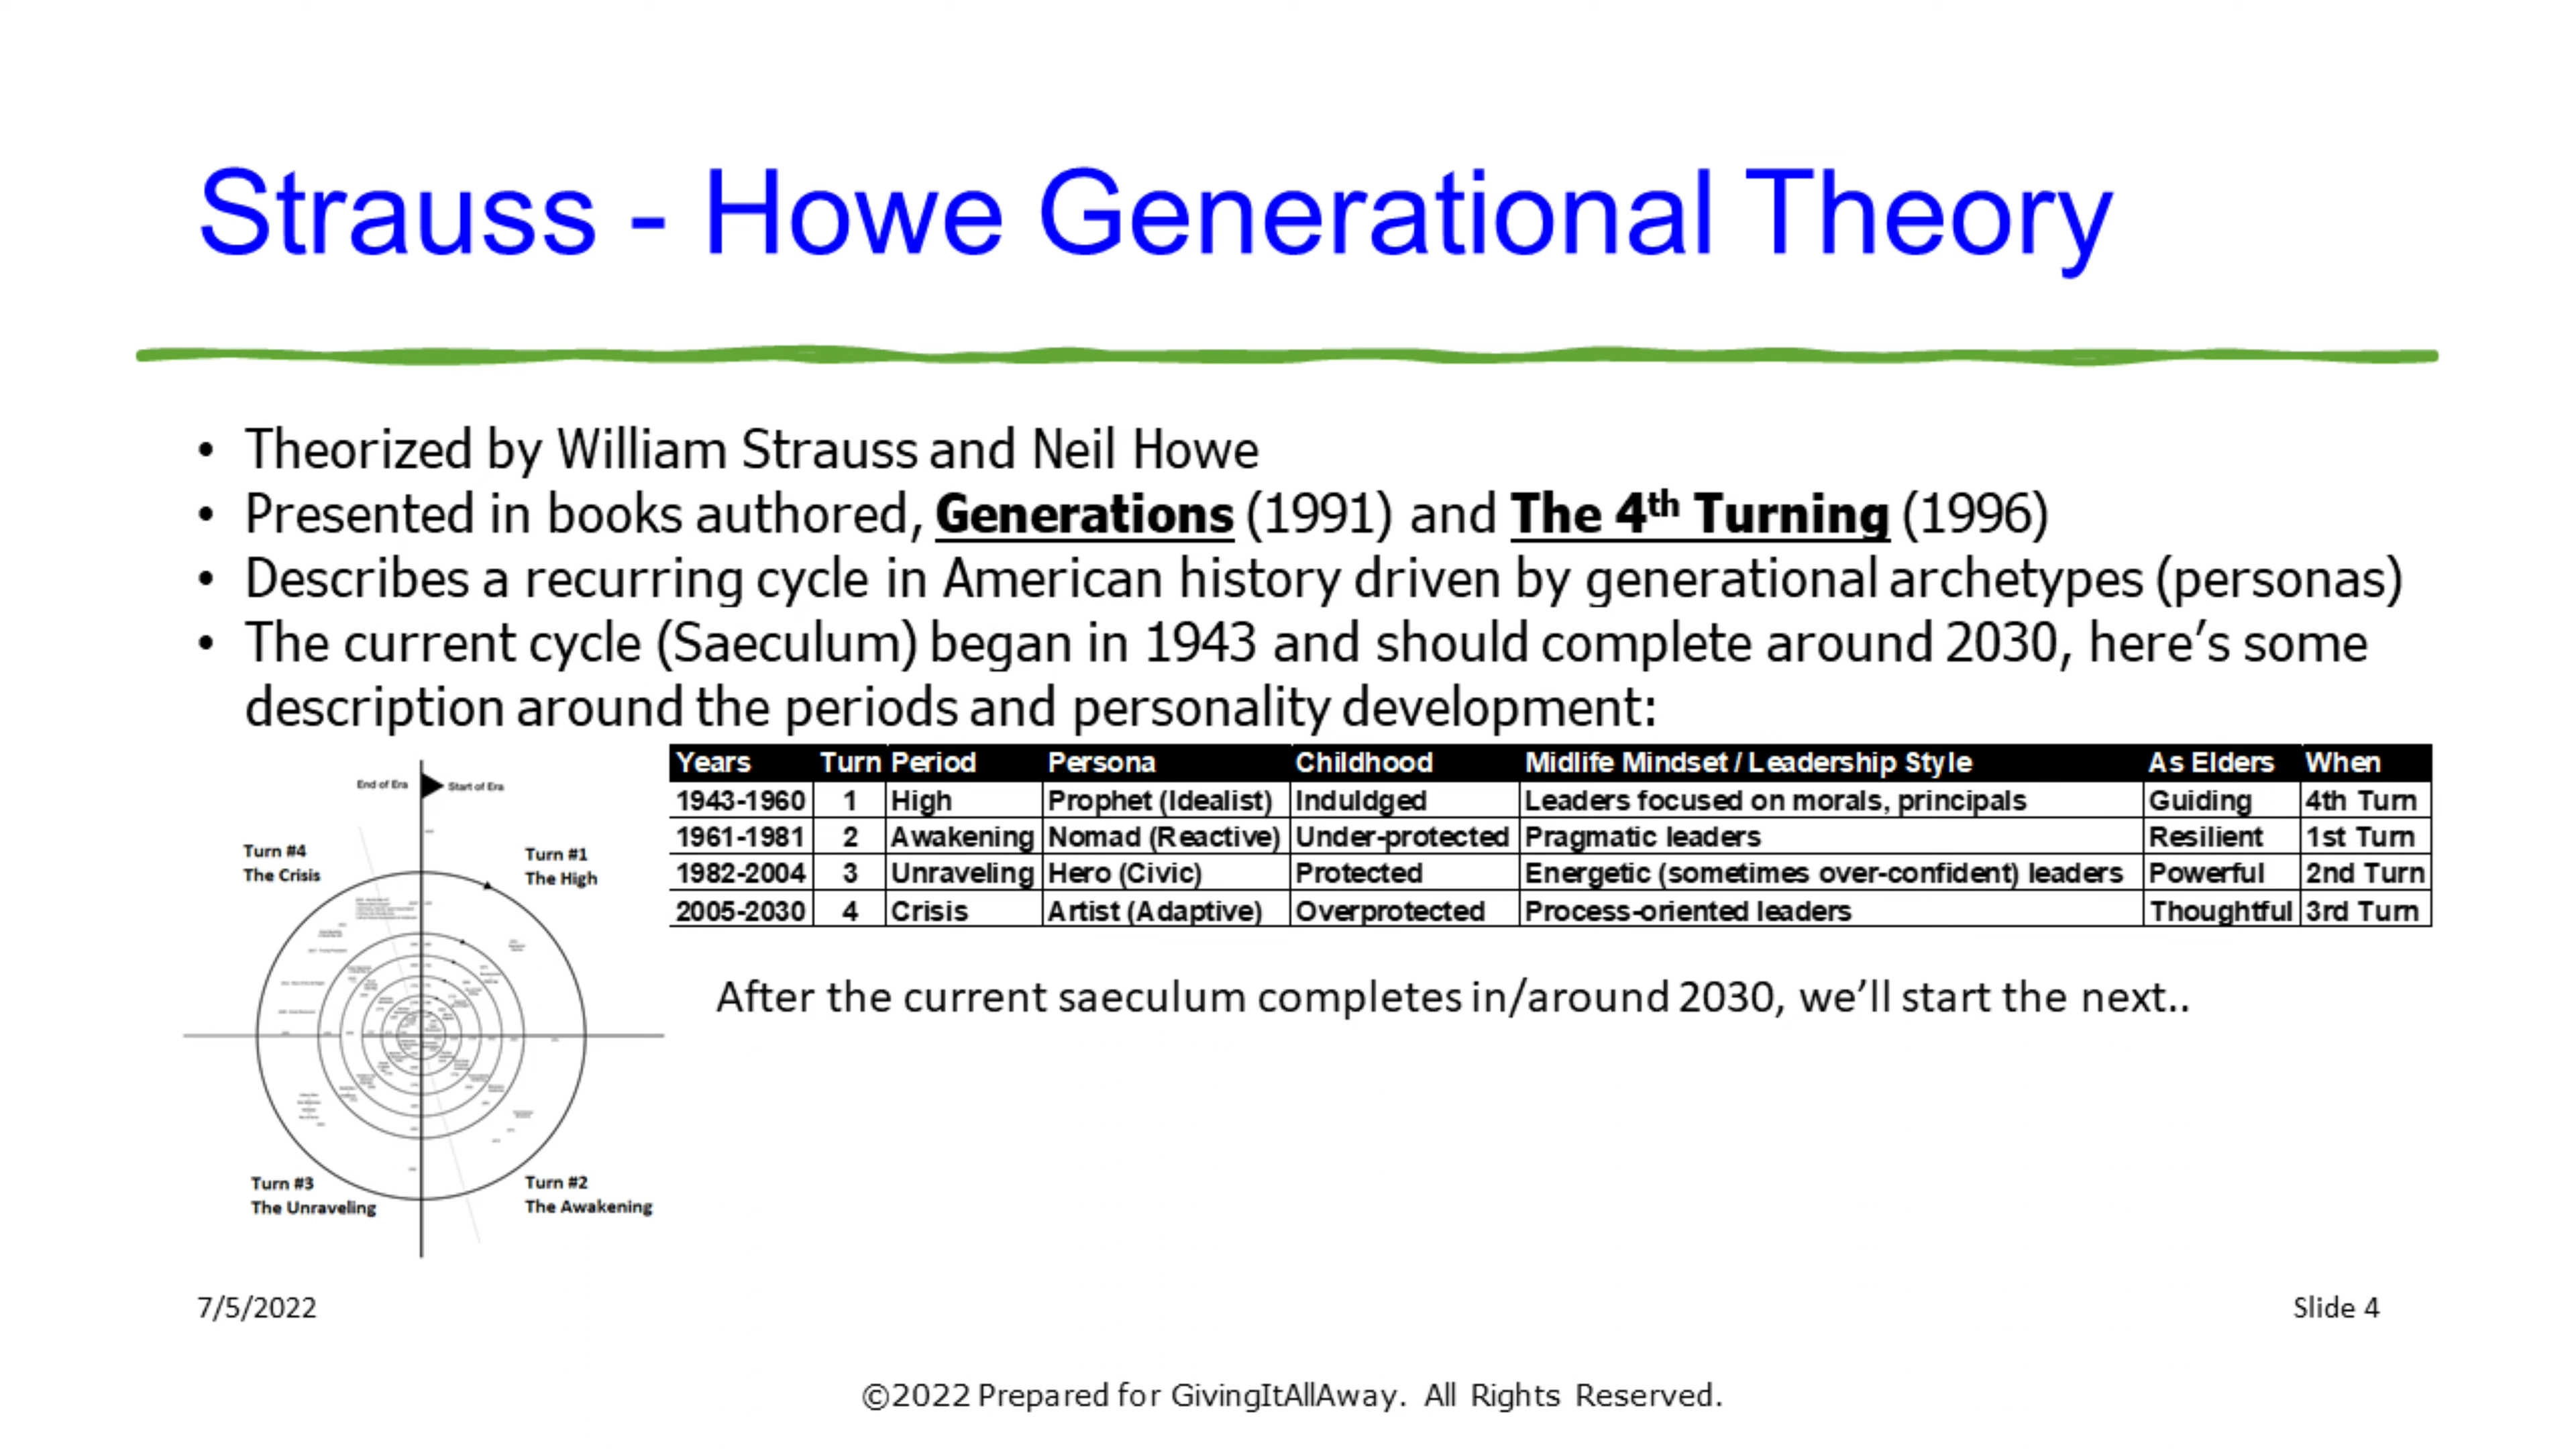 Strauss - Howe Generational Theory
• Theorized by William Strauss and Neil Howe
• Presented in books authored, Generations (1991) and The 4th Turning (1996)
• Describes a recurring cycle in American history driven by generational archetypes (personas)
• The current cycle (Saeculum) began in 1943 and should complete around 2030, here's some
description around the periods and personality development:
Years Turn Period Persona Childhood Midlife Mindset / Leadership Style As Elders When
1943-1960 1 High Prophet (Idealist) Induldged Leaders focused on morals, principals Guiding 4th Turn
1961-1981 2 Awakening Nomad (Reactive) Under-protected Pragmatic leaders Resilient 1st Turn
1982-2004 3 Unraveling Hero (Civic) Protected Energetic (sometimes over-confident) leaders Powerful 2nd Turn
2005-2030 4 Crisis Artist (Adaptive) Overprotected Process-oriented leaders Thoughtful 3rd Turn
End of Era Start of Era
Turn #4
The Crisis
Turn #1
The High
Turn #3
The Unraveling
Turn #2
The Awakening
After the current saeculum completes in/around 2030, we'll start the next..
7/5/2022
Slide 4
©2022 Prepared for GivingItAllAway. All Rights Reserved.